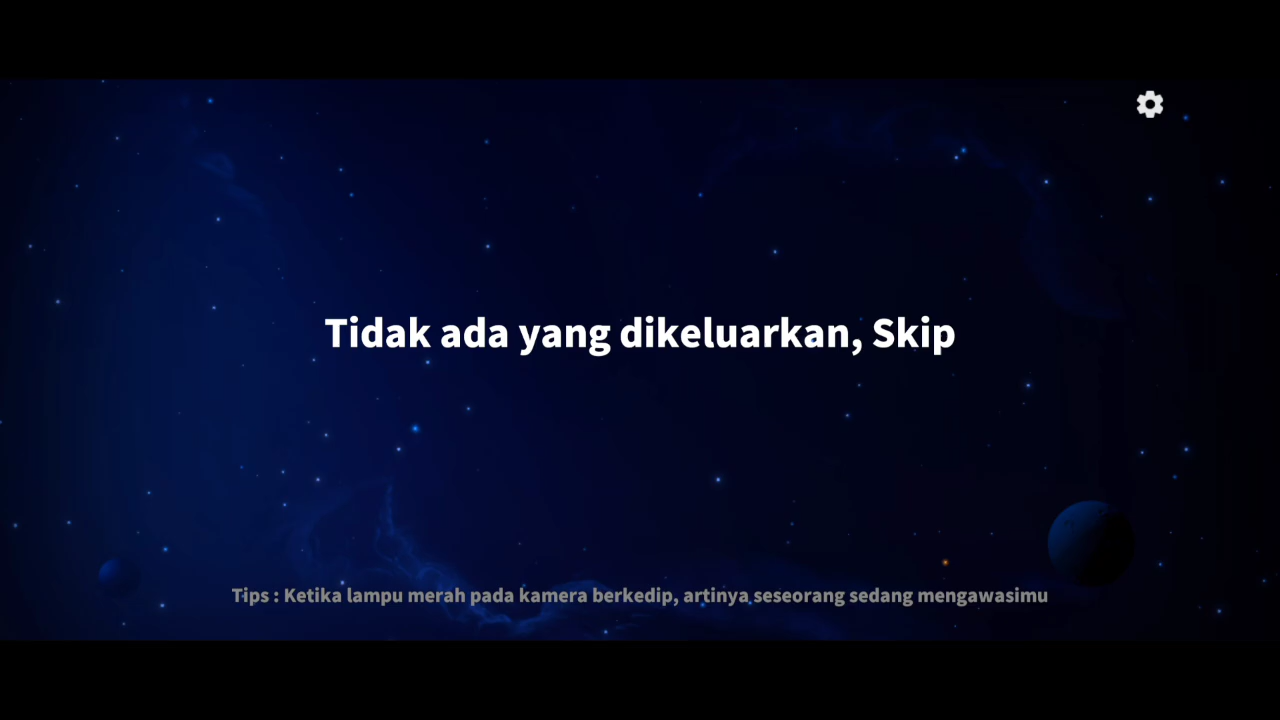 Tidak ada yang dikeluarkan, Skip
Tips : Ketika lampu merah pada kamera berkedip, artinya seseorang sedang mengawasimu